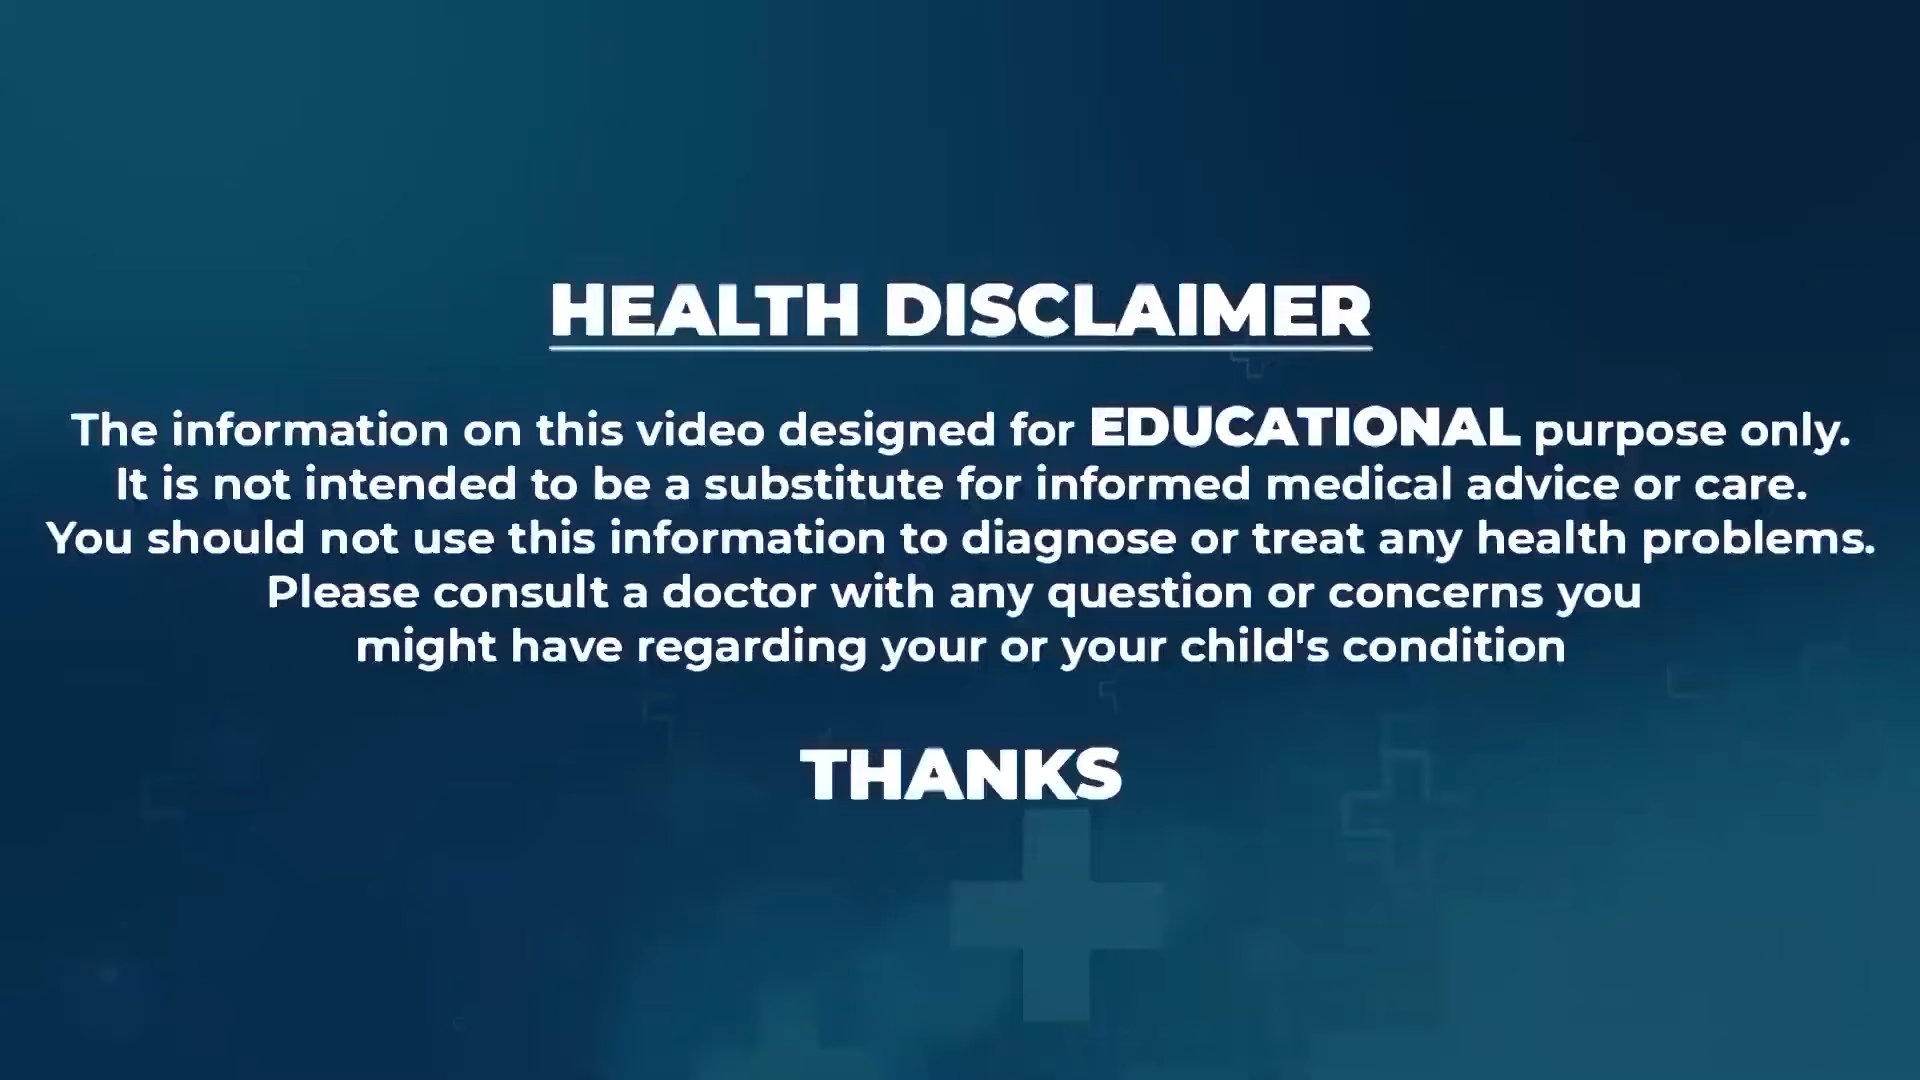 HEALTH DISCLAIMER
The information on this video designed for EDUCATIONAL purpose only.
It is not intended to be a substitute for informed medical advice or care.
You should not use this information to diagnose or treat any health problems.
Please consult a doctor with any question or concerns you
might have regarding your or your child's condition
THANKS